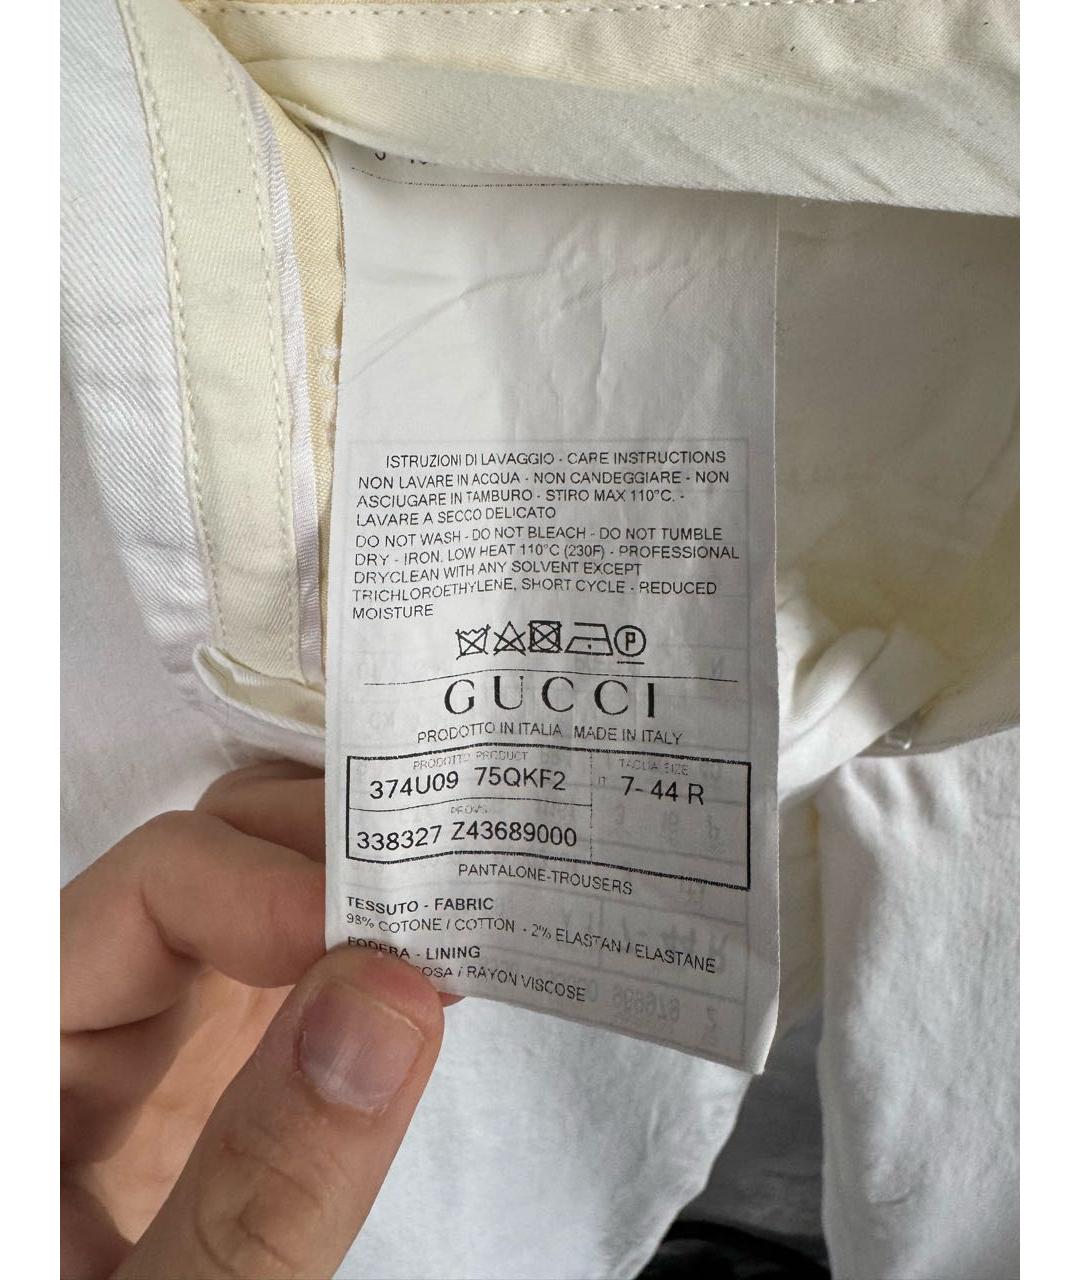 ISTRUZIONI DI LAVAGGIO - CARE INSTRUCTIONS
NON LAVARE IN ACQUA - NON CANDEGGIARE - NON
ASCIUGARE IN TAMBURO - STIRO MAX 110°C. -
LAVARE A SECCO DELICATO
DO NOT WASH - DO NOT BLEACH - DO NOT TUMBLE
DRY - IRON, LOW HEAT 110°C (230F) - PROFESSIONAL
DRYCLEAN WITH ANY SOLVENT EXCEPT
TRICHLOROETHYLENE, SHORT CYCLE - REDUCED
MOISTURE
P
GUCCI
PRODOTTO IN ITALIA MADE IN ITALY
PRODOTTO PRODUCT TAGLIA SIZE
374U09 75QKF2 IT 7- 44 R
338327 Z43689000
PANTALONE-TROUSERS
TESSUTO - FABRIC
98% COTONE / COTTON - 2% ELASTAN / ELASTANE
FODERA - LINING
/ RAYON VISCOSE